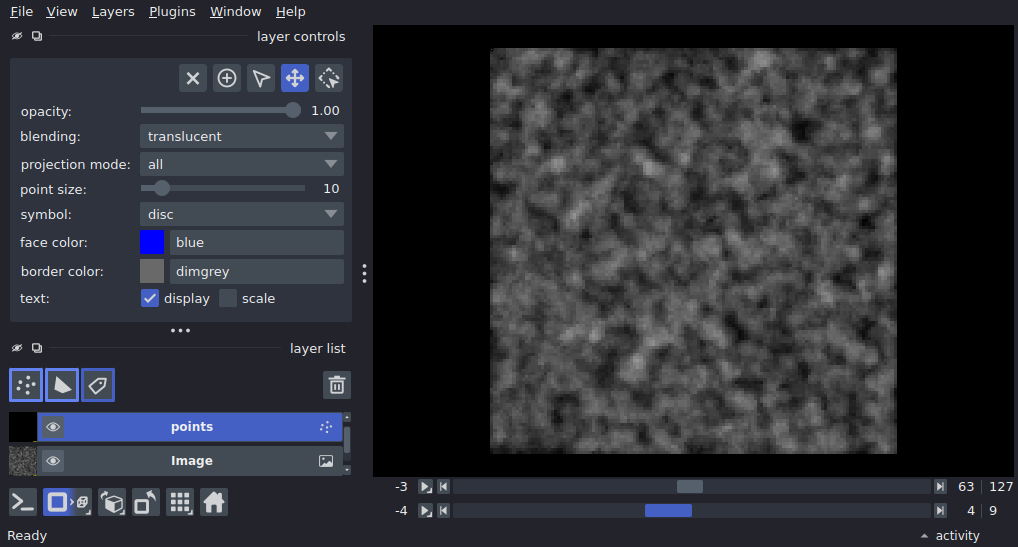 File View Layers Plugins Window Help
layer controls
opacity: 1.00
blending: translucent
projection mode: all
point size: 10
symbol: disc
face color: blue
border color: dimgrey
text: display scale
layer list
points
Image
-3 63 127
-4 4 9
Ready activity